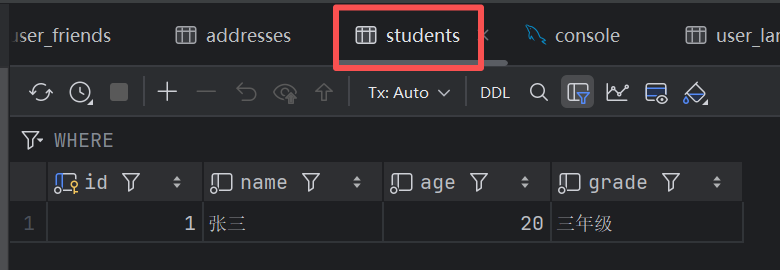 user_friends addresses students console user_lan
Tx: Auto DDL
WHERE
id name age grade
1 1 张三 20 三年级